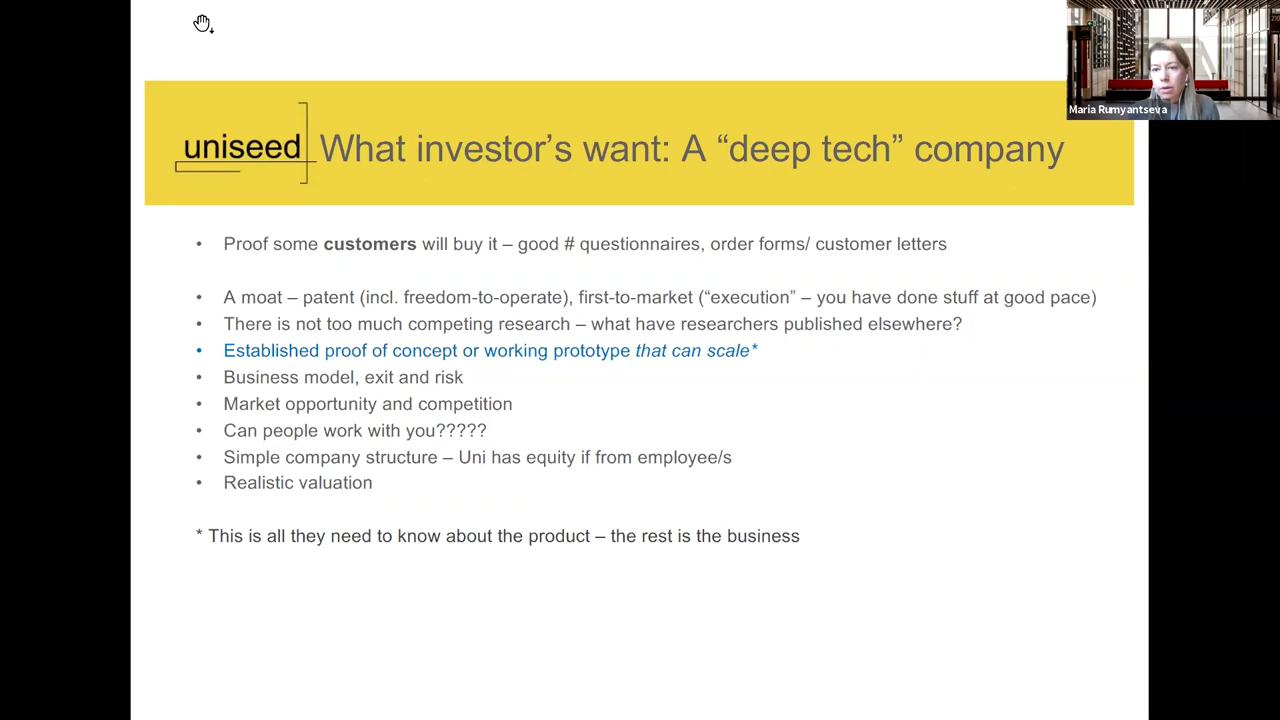 Maria Rumyantseva
uniseed
What investor’s want: A “deep tech” company
• Proof some customers will buy it – good # questionnaires, order forms/ customer letters
• A moat – patent (incl. freedom-to-operate), first-to-market (“execution” – you have done stuff at good pace)
• There is not too much competing research – what have researchers published elsewhere?
• Established proof of concept or working prototype that can scale*
• Business model, exit and risk
• Market opportunity and competition
• Can people work with you?????
• Simple company structure – Uni has equity if from employee/s
• Realistic valuation
* This is all they need to know about the product – the rest is the business